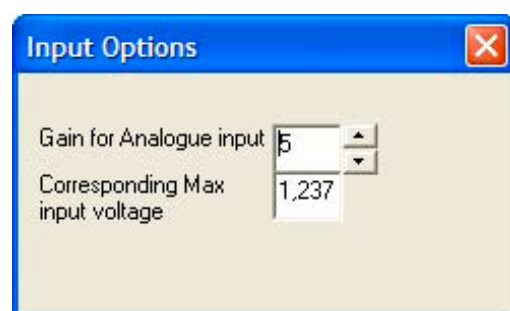 Input Options
Gain for Analogue input 5
Corresponding Max 1,237
input voltage